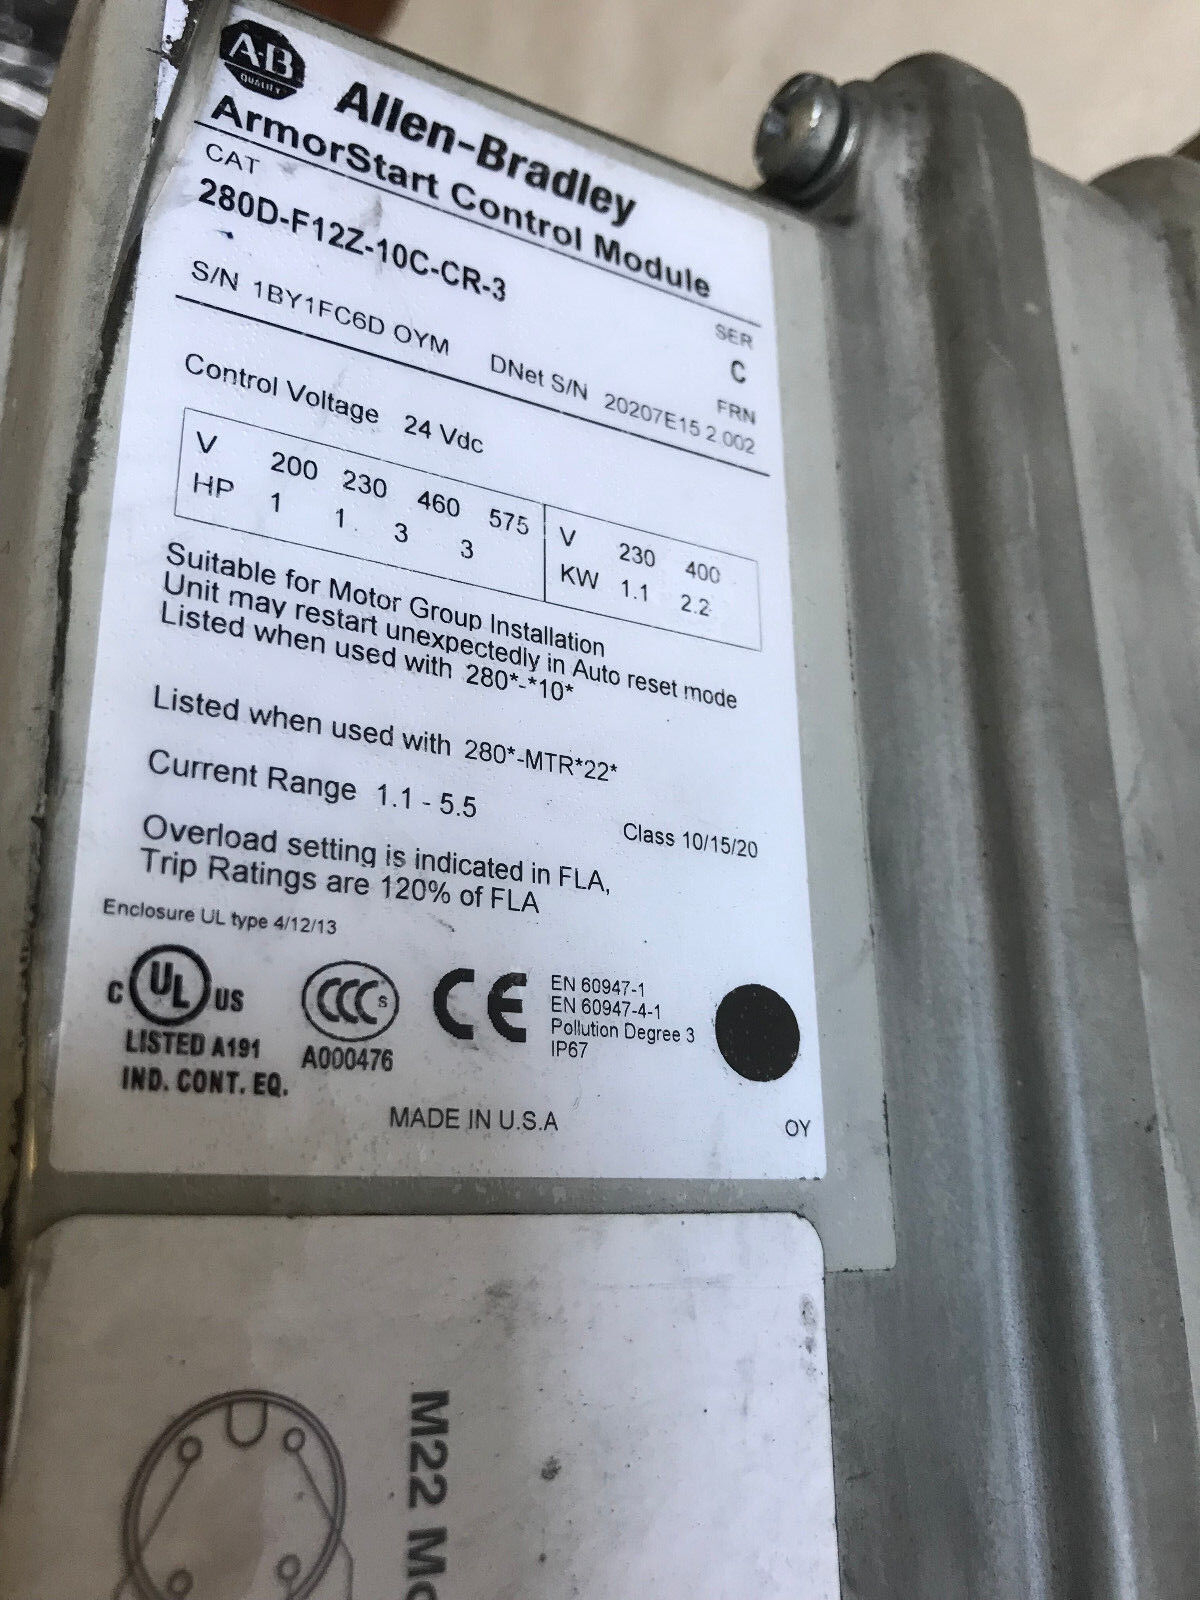 A-B
QUALITY
Allen-Bradley
ArmorStart Control Module
CAT
280D-F12Z-10C-CR-3
SER
C
S/N 1BY1FC6D OYM DNet S/N 20207E15 2.002
FRN
Control Voltage 24 Vdc
V 200 230 460 575 V 230 400
HP 1 1 3 3 KW 1.1 2.2
Suitable for Motor Group Installation
Unit may restart unexpectedly in Auto reset mode
Listed when used with 280*-*10*
Listed when used with 280*-MTR*22*
Current Range 1.1 - 5.5 Class 10/15/20
Overload setting is indicated in FLA,
Trip Ratings are 120% of FLA
Enclosure UL type 4/12/13
C UL US
LISTED A191
IND. CONT. EQ.
CCC S
A000476
CE
EN 60947-1
EN 60947-4-1
Pollution Degree 3
IP67
MADE IN U.S.A
OY
M22